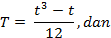 T = (t³ − t)/12 , dan